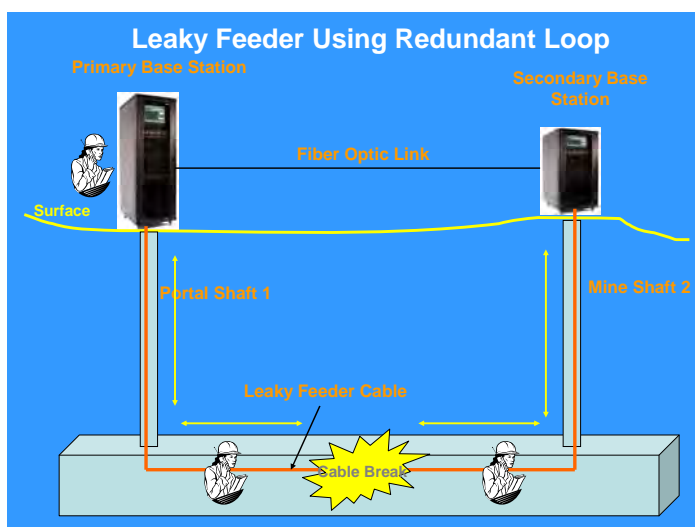 Leaky Feeder Using Redundant Loop
Primary Base Station
Secondary Base
Station
Fiber Optic Link
Surface
Portal Shaft 1
Mine Shaft 2
Leaky Feeder Cable
Cable Break